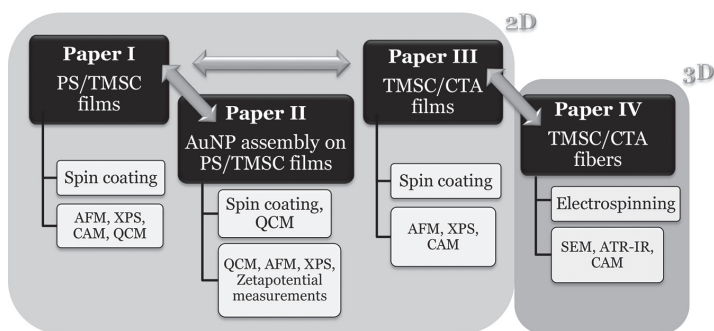 2D
3D
Paper I
PS/TMSC
films
Spin coating
AFM, XPS,
CAM, QCM
Paper II
AuNP assembly on
PS/TMSC films
Spin coating,
QCM
QCM, AFM, XPS,
Zetapotential
measurements
Paper III
TMSC/CTA
films
Spin coating
AFM, XPS,
CAM
Paper IV
TMSC/CTA
fibers
Electrospinning
SEM, ATR-IR,
CAM